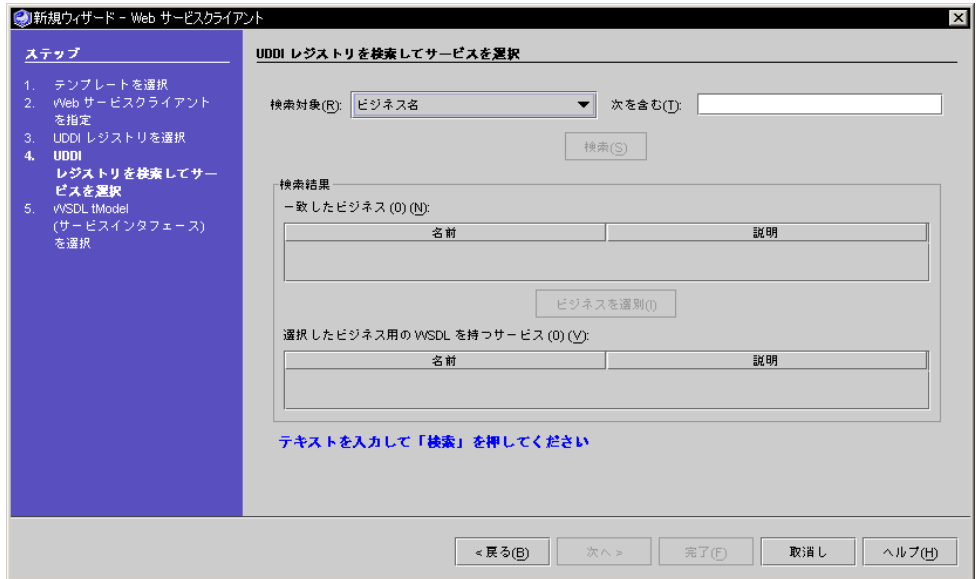 新規ウィザード - Web サービスクライアント
ステップ
1. テンプレートを選択
2. Web サービスクライアント
を指定
3. UDDI レジストリを選択
4. UDDI
レジストリを検索してサー
ビスを選択
5. WSDL tModel
(サービスインタフェース)
を選択
UDDI レジストリを検索してサービスを選択
検索対象(R): ビジネス名 次を含む(T):
検索(S)
検索結果
一致したビジネス (0) (N):
名前 説明
ビジネスを選別(I)
選択したビジネス用の WSDL を持つサービス (0) (V):
名前 説明
テキストを入力して「検索」を押してください
« 戻る(B) 次へ » 完了(F) 取消し ヘルプ(H)